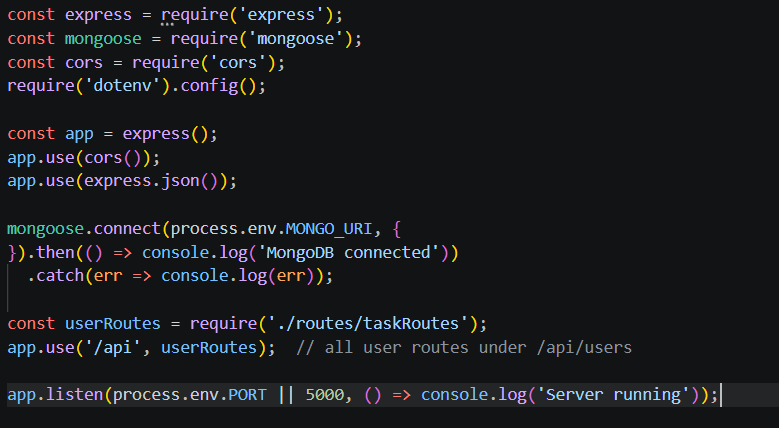 const express = require('express');
const mongoose = require('mongoose');
const cors = require('cors');
require('dotenv').config();
const app = express();
app.use(cors());
app.use(express.json());
mongoose.connect(process.env.MONGO_URI, {
}).then(() => console.log('MongoDB connected'))
  .catch(err => console.log(err));
const userRoutes = require('./routes/taskRoutes');
app.use('/api', userRoutes);  // all user routes under /api/users
app.listen(process.env.PORT || 5000, () => console.log('Server running'));